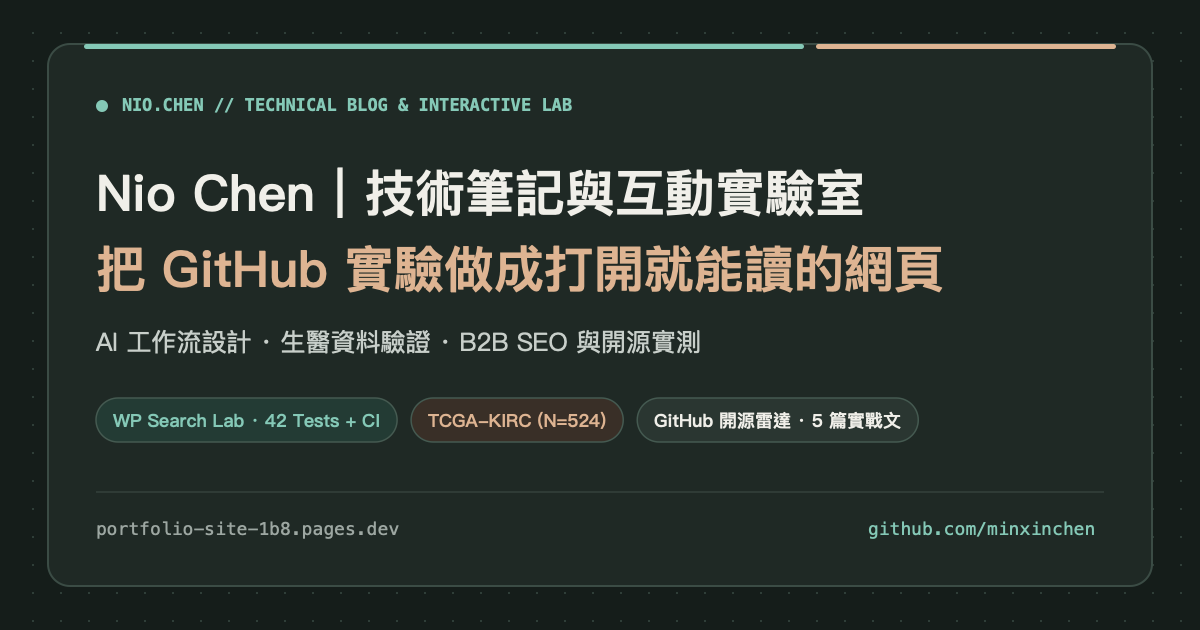 NIO.CHEN // TECHNICAL BLOG & INTERACTIVE LAB
Nio Chen｜技術筆記與互動實驗室
把 GitHub 實驗做成打開就能讀的網頁
AI 工作流設計 · 生醫資料驗證 · B2B SEO 與開源實測
WP Search Lab · 42 Tests + CI
TCGA-KIRC (N=524)
GitHub 開源雷達 · 5 篇實戰文
portfolio-site-1b8.pages.dev
github.com/minxinchen